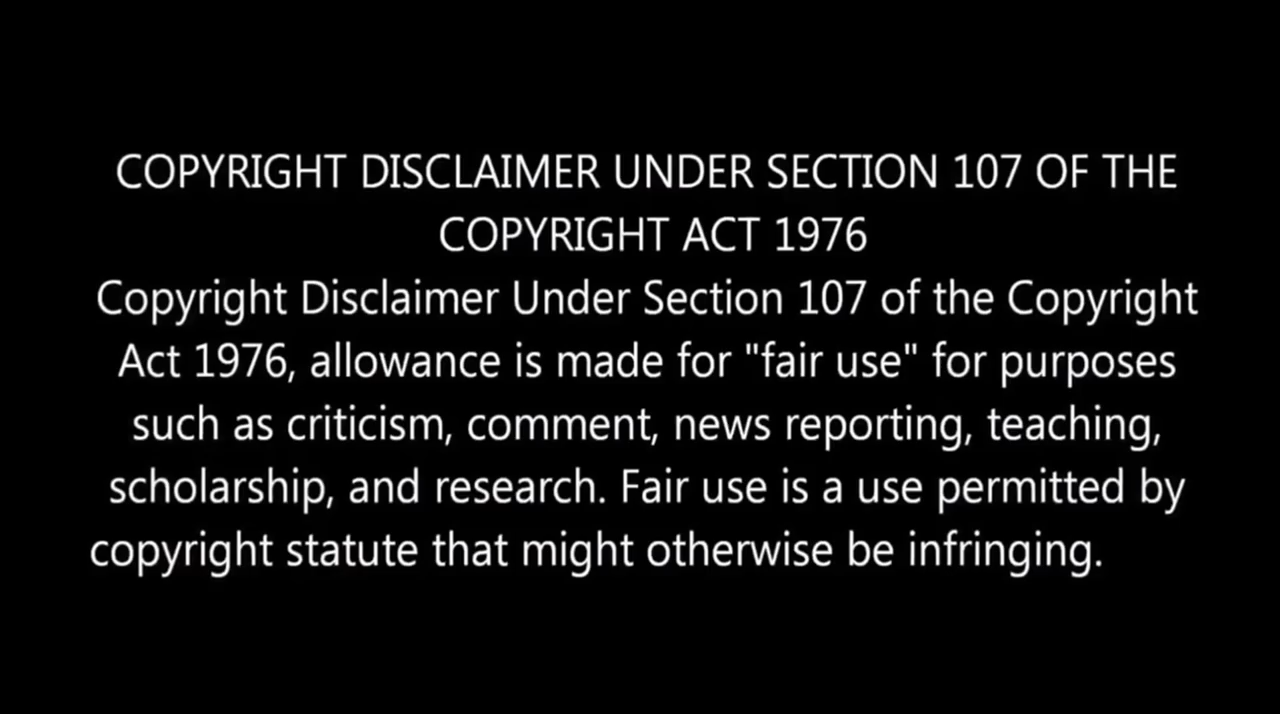 COPYRIGHT DISCLAIMER UNDER SECTION 107 OF THE
COPYRIGHT ACT 1976
Copyright Disclaimer Under Section 107 of the Copyright
Act 1976, allowance is made for "fair use" for purposes
such as criticism, comment, news reporting, teaching,
scholarship, and research. Fair use is a use permitted by
copyright statute that might otherwise be infringing.